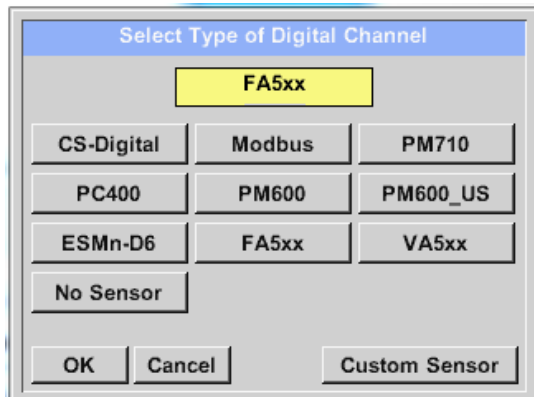 Select Type of Digital Channel
FA5xx
CS-Digital Modbus PM710
PC400 PM600 PM600_US
ESMn-D6 FA5xx VA5xx
No Sensor
OK Cancel Custom Sensor